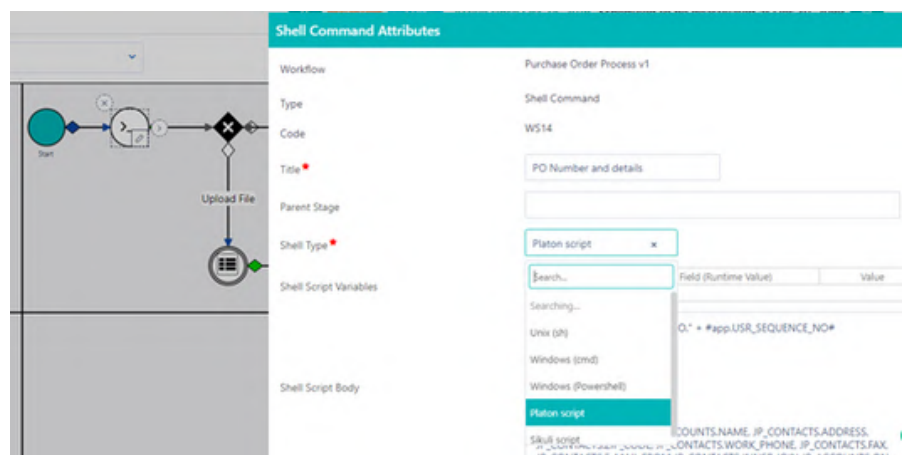 Shell Command Attributes
Workflow
Purchase Order Process v1
Type
Shell Command
Code
WS14
Title *
PO Number and details
Parent Stage
Shell Type *
Platon script ×
Shell Script Variables
Search...
Field (Runtime Value) Value
Searching...
Unix (sh)
O." + #app.USR_SEQUENCE_NO#
Windows (cmd)
Windows (Powershell)
Shell Script Body
Platon script
Sikuli script
COUNTS.NAME, JP_CONTACTS.ADDRESS,
CONTACTS.WORK_PHONE, JP_CONTACTS.FAX,
Start
Upload File